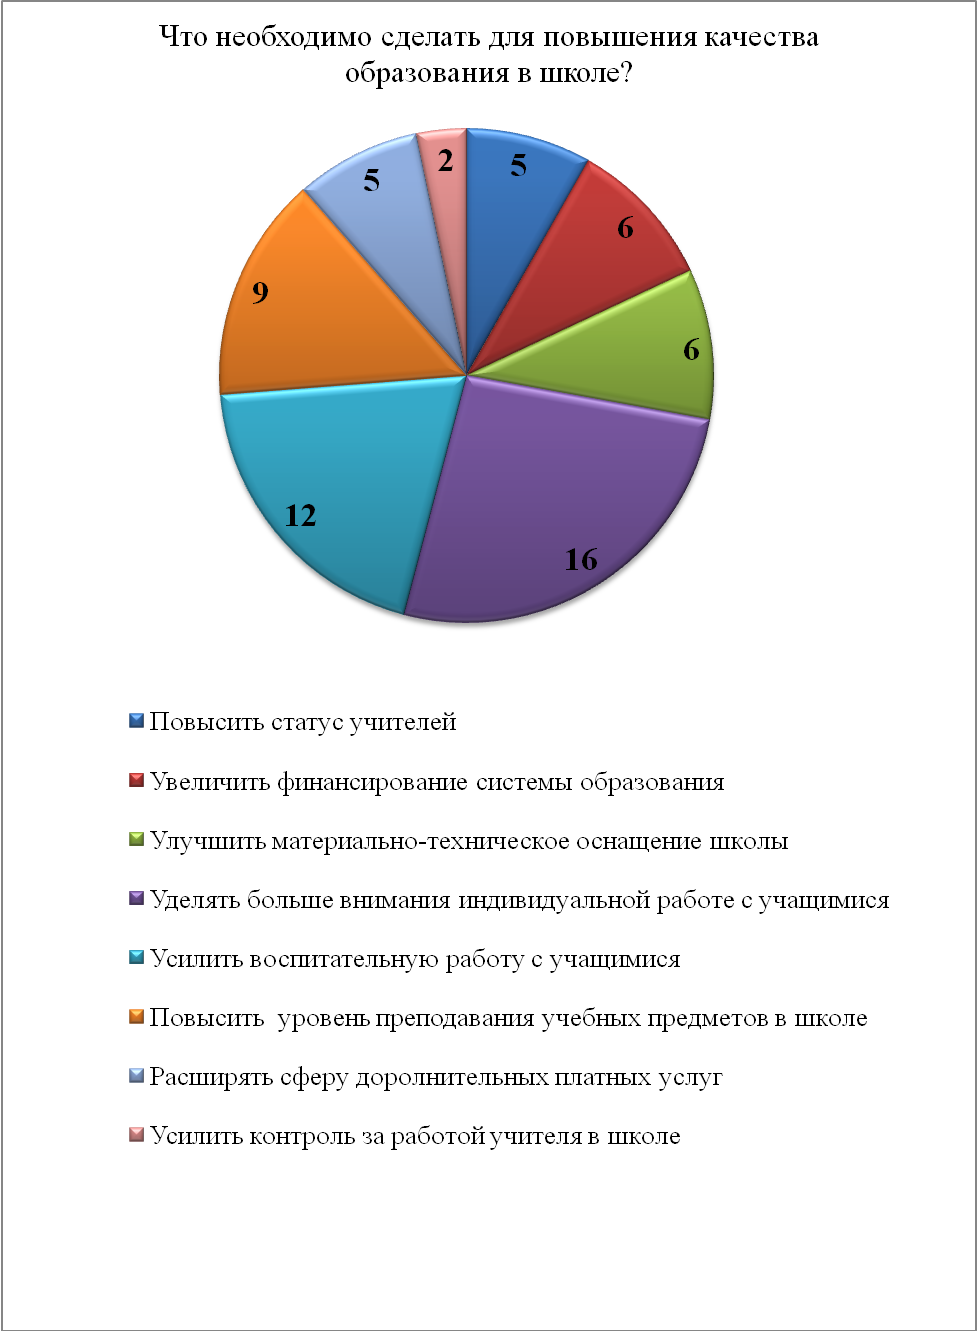 Что необходимо сделать для повышения качества
образования в школе?
2
5
5
6
9
6
12
16
Повысить статус учителей
Увеличить финансирование системы образования
Улучшить материально-техническое оснащение школы
Уделять больше внимания индивидуальной работе с учащимися
Усилить воспитательную работу с учащимися
Повысить  уровень преподавания учебных предметов в школе
Расширять сферу доролнительных платных услуг
Усилить контроль за работой учителя в школе